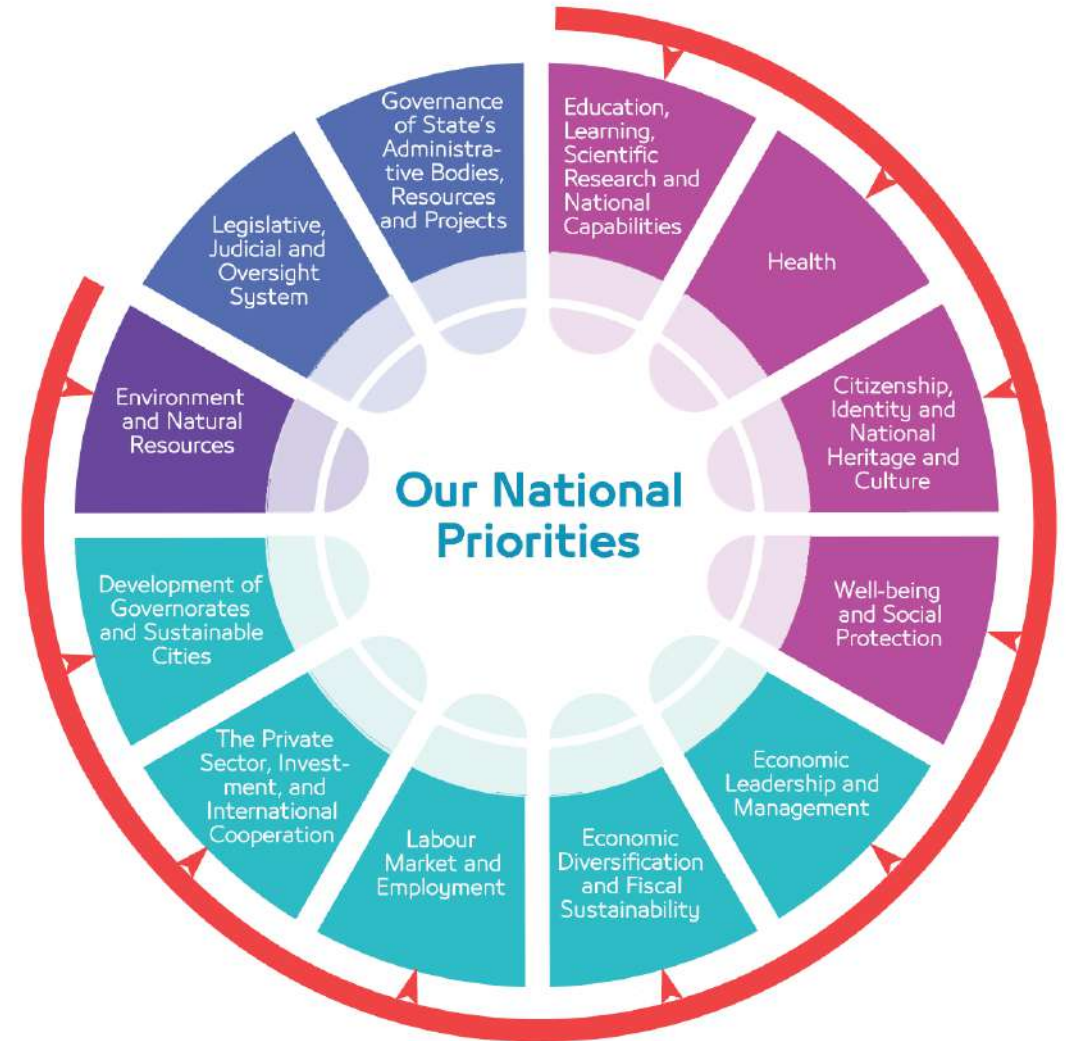 Our National
Priorities
Education,
Learning,
Scientific
Research and
National
Capabilities
Health
Citizenship,
Identity and
National
Heritage and
Culture
Well-being
and Social
Protection
Economic
Leadership and
Management
Economic
Diversification
and Fiscal
Sustainability
Labour
Market and
Employment
The Private
Sector, Invest-
ment, and
International
Cooperation
Development of
Governorates
and Sustainable
Cities
Environment
and Natural
Resources
Legislative,
Judicial and
Oversight
System
Governance
of State's
Administra-
tive Bodies,
Resources
and Projects